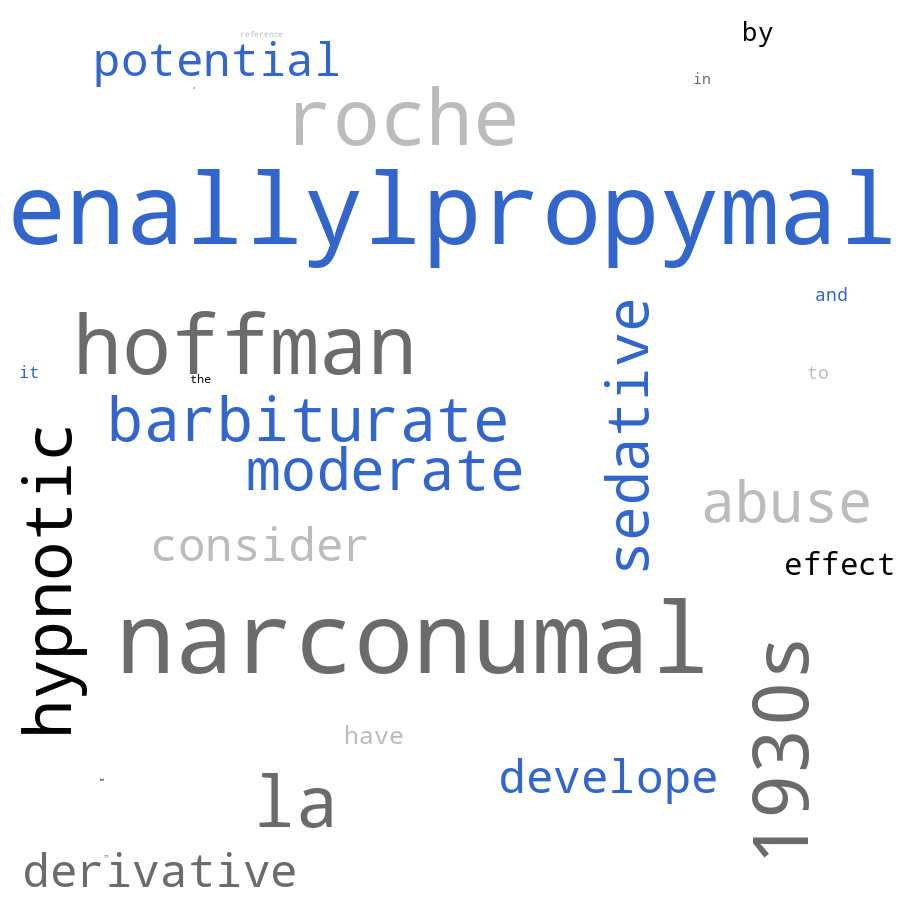 reference
by
potential
in
roche
enallylpropymal
and
hoffman
sedative
it
the
to
barbiturate
moderate
hypnotic
abuse
consider
effect
narconumal
1930s
have
develope
la
derivative